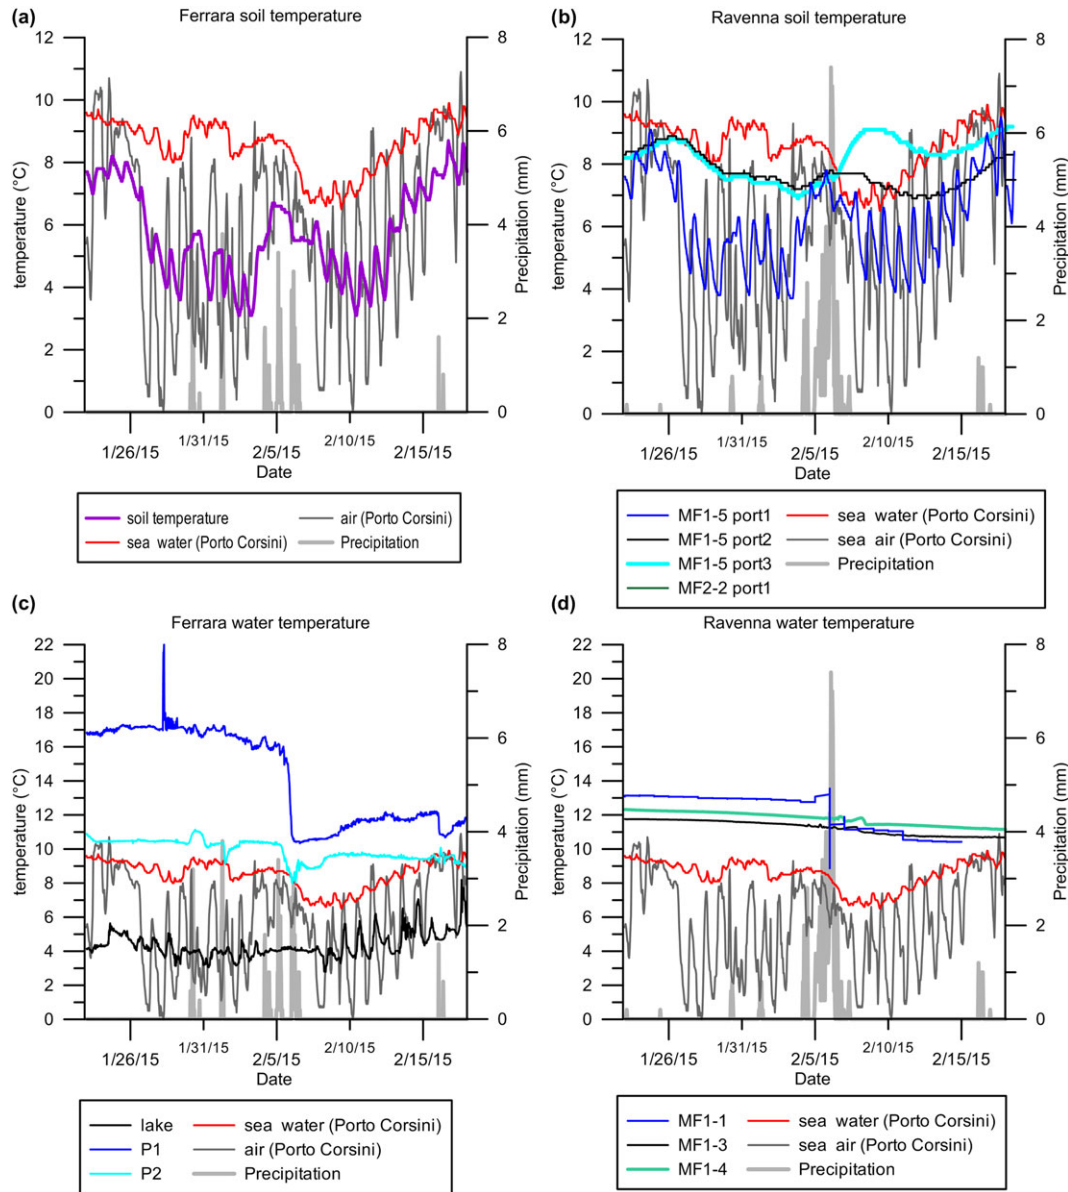 (a) Ferrara soil temperature
12
10
8
6
4
2
0
temperature (°C)
8
6
4
2
0
Precipitation (mm)
1/26/15 1/31/15 2/5/15 2/10/15 2/15/15
Date
soil temperature air (Porto Corsini)
sea water (Porto Corsini) Precipitation
(b) Ravenna soil temperature
12
10
8
6
4
2
0
temperature (°C)
8
6
4
2
0
Precipitation (mm)
1/26/15 1/31/15 2/5/15 2/10/15 2/15/15
Date
MF1-5 port1 sea water (Porto Corsini)
MF1-5 port2 sea air (Porto Corsini)
MF1-5 port3 Precipitation
MF2-2 port1
(c) Ferrara water temperature
22
20
18
16
14
12
10
8
6
4
2
0
temperature (°C)
8
6
4
2
0
Precipitation (mm)
1/26/15 1/31/15 2/5/15 2/10/15 2/15/15
Date
lake sea water (Porto Corsini)
P1 air (Porto Corsini)
P2 Precipitation
(d) Ravenna water temperature
22
20
18
16
14
12
10
8
6
4
2
0
temperature (°C)
8
6
4
2
0
Precipitation (mm)
1/26/15 1/31/15 2/5/15 2/10/15 2/15/15
Date
MF1-1 sea water (Porto Corsini)
MF1-3 sea air (Porto Corsini)
MF1-4 Precipitation